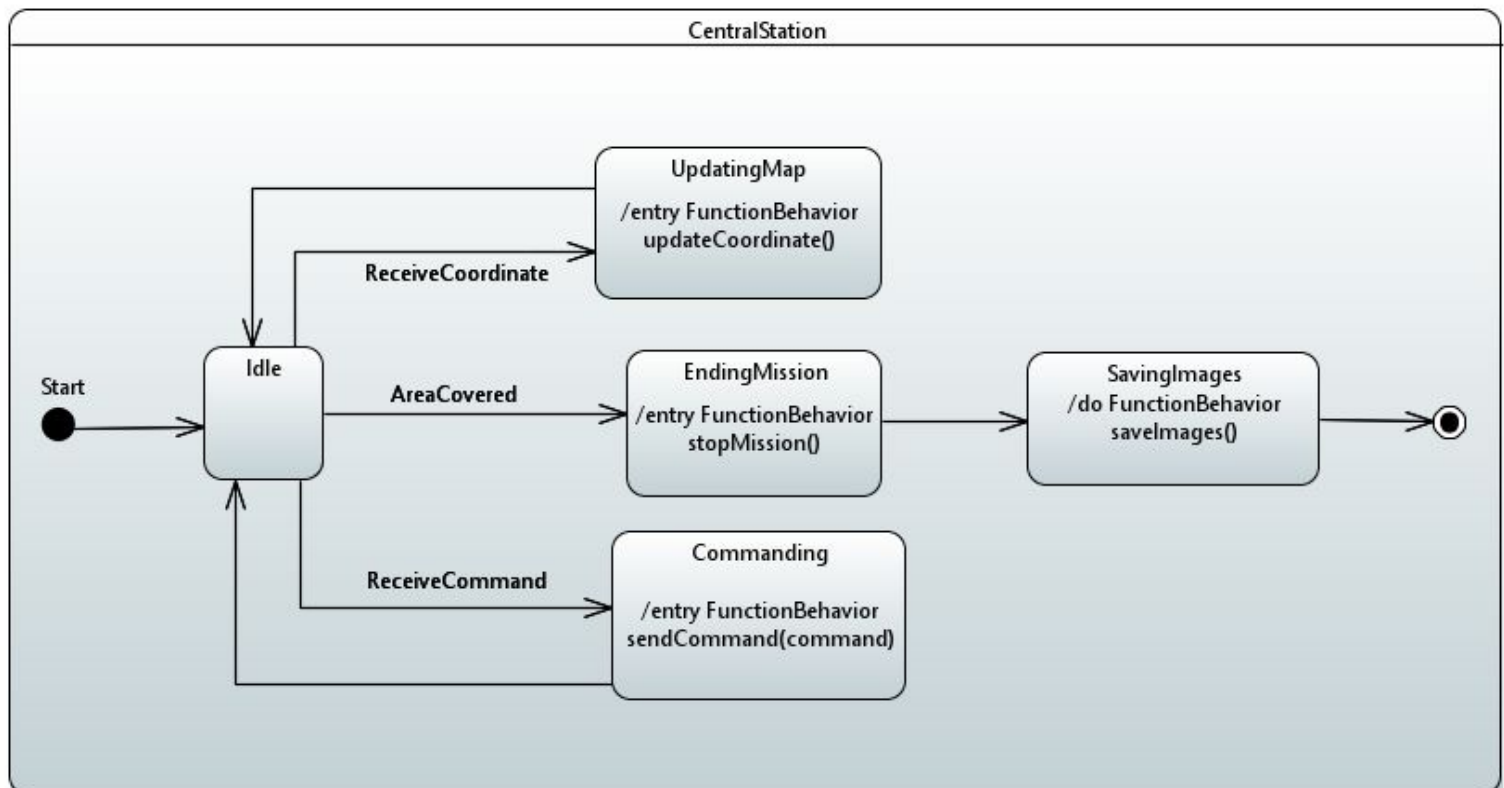 CentralStation
UpdatingMap
/entry FunctionBehavior
updateCoordinate()
ReceiveCoordinate
Start
Idle
AreaCovered
EndingMission
/entry FunctionBehavior
stopMission()
SavingImages
/do FunctionBehavior
saveImages()
ReceiveCommand
Commanding
/entry FunctionBehavior
sendCommand(command)